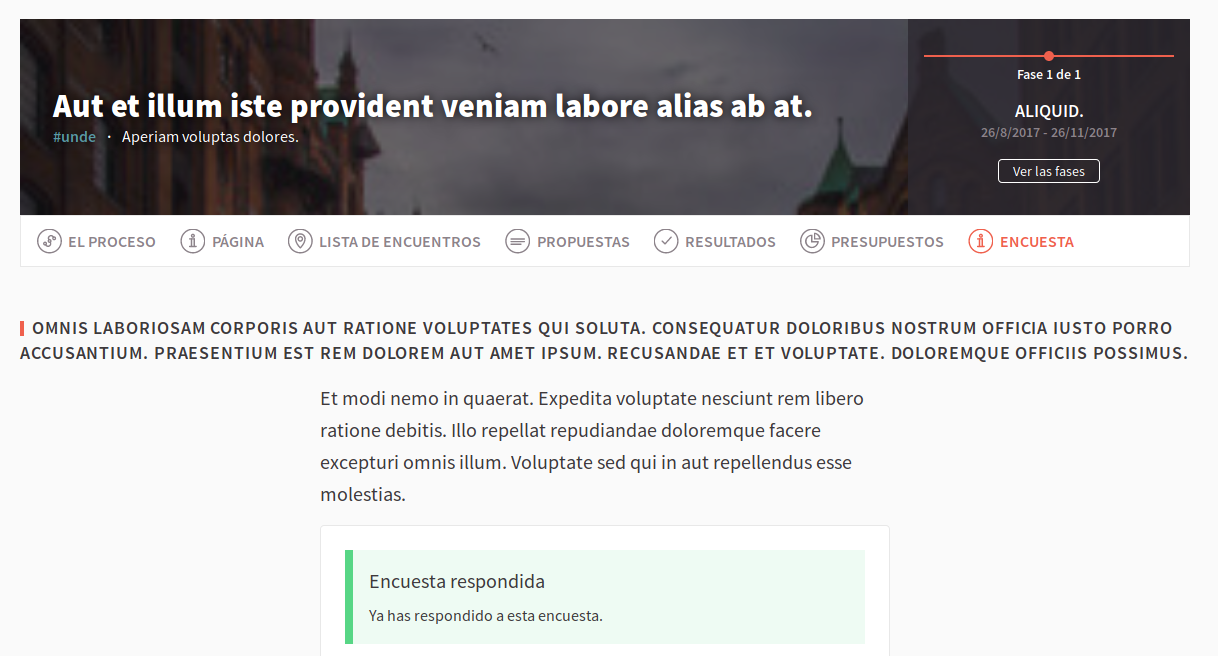 Aut et illum iste provident veniam labore alias ab at.
#unde · Aperiam voluptas dolores.
Fase 1 de 1
ALIQUID.
26/8/2017 - 26/11/2017
Ver las fases
EL PROCESO PÁGINA LISTA DE ENCUENTROS PROPUESTAS RESULTADOS PRESUPUESTOS ENCUESTA
OMNIS LABORIOSAM CORPORIS AUT RATIONE VOLUPTATES QUI SOLUTA. CONSEQUATUR DOLORIBUS NOSTRUM OFFICIA IUSTO PORRO
ACCUSANTIUM. PRAESENTIUM EST REM DOLOREM AUT AMET IPSUM. RECUSANDAE ET ET VOLUPTATE. DOLOREMQUE OFFICIIS POSSIMUS.
Et modi nemo in quaerat. Expedita voluptate nesciunt rem libero
ratione debitis. Illo repellat repudiandae doloremque facere
excepturi omnis illum. Voluptate sed qui in aut repellendus esse
molestias.
Encuesta respondida
Ya has respondido a esta encuesta.